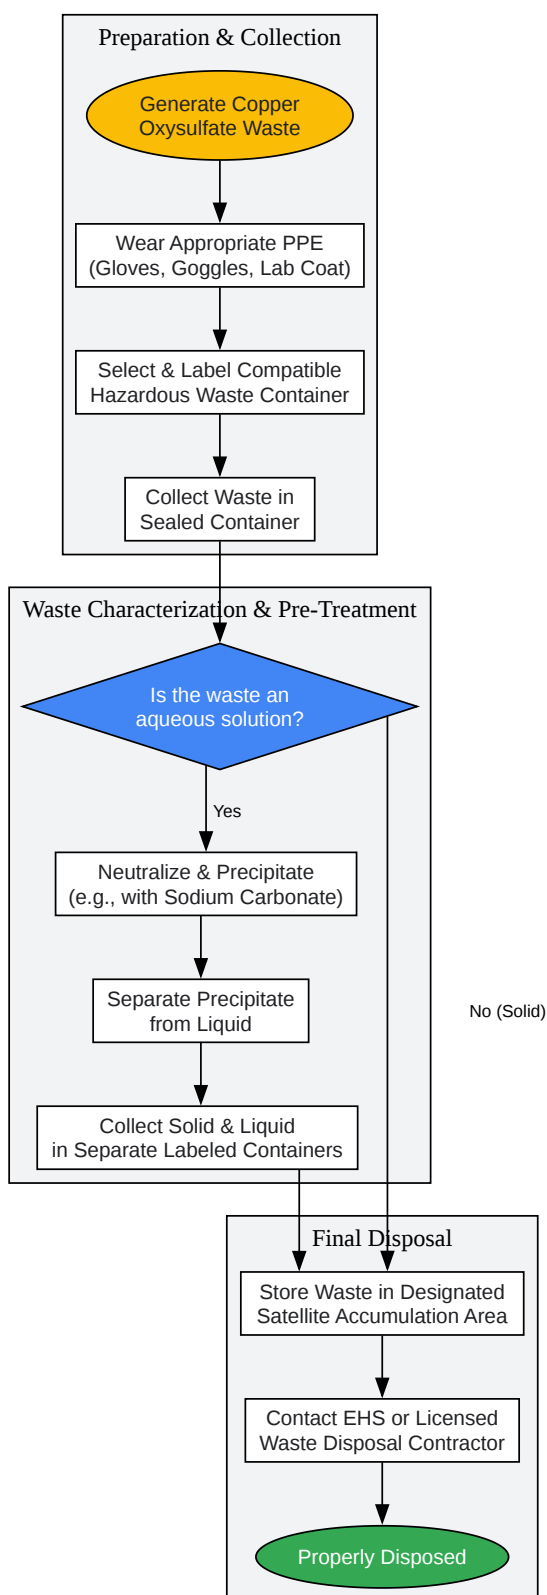 Preparation & Collection
Generate Copper
Oxysulfate Waste
Wear Appropriate PPE
(Gloves, Goggles, Lab Coat)
Select & Label Compatible
Hazardous Waste Container
Collect Waste in
Sealed Container
Waste Characterization & Pre-Treatment
Is the waste an
aqueous solution?
Yes
Neutralize & Precipitate
(e.g., with Sodium Carbonate)
Separate Precipitate
from Liquid
No (Solid)
Collect Solid & Liquid
in Separate Labeled Containers
Final Disposal
Store Waste in Designated
Satellite Accumulation Area
Contact EHS or Licensed
Waste Disposal Contractor
Properly Disposed